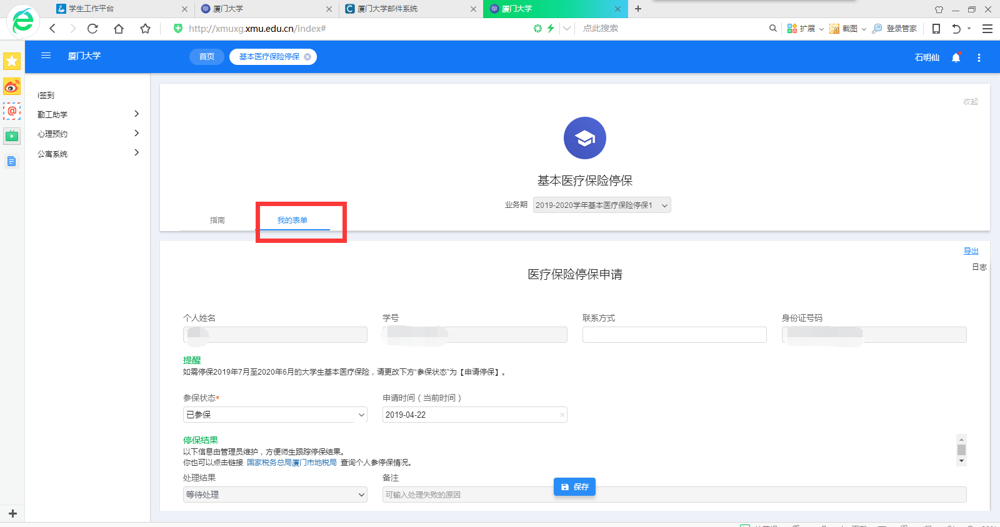 学生工作平台
厦门大学
厦门大学邮件系统
厦门大学
http://xmuxg.xmu.edu.cn/index#
点此搜索
扩展
截图
登录管家
厦门大学
首页
基本医疗保险停保
石明仙
i签到
勤工助学
心理预约
公寓系统
收起
基本医疗保险停保
业务期
2019-2020学年基本医疗保险停保1
指南
我的表单
导出
日志
医疗保险停保申请
个人姓名
学号
联系方式
身份证号码
提醒
如需停保2019年7月至2020年6月的大学生基本医疗保险，请更改下方“参保状态”为【申请停保】。
参保状态*
申请时间（当前时间）
已参保
2019-04-22
停保结果
以下信息由管理员维护，方便师生跟踪停保结果。
你也可以点击链接 国家税务总局厦门市地税局 查询个人参停保情况。
处理结果
备注
等待处理
可输入处理失败的原因
保存